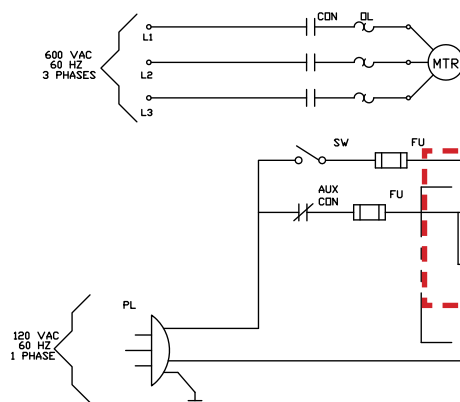 CON OL
L1
600 VAC
60 HZ
3 PHASES
L2
MTR
L3
SW FU
AUX
CON
FU
PL
120 VAC
60 HZ
1 PHASE